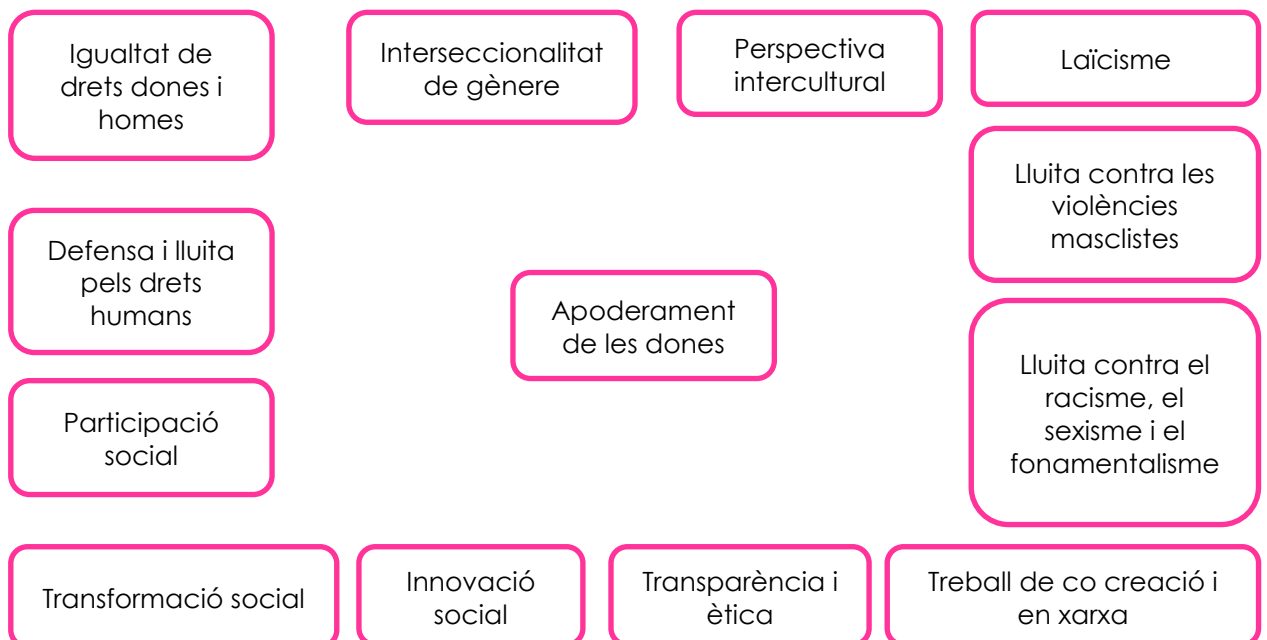 Igualtat de
drets dones i
homes
Interseccionalitat
de gènere
Perspectiva
intercultural
Laïcisme
Lluita contra les
violències
masclistes
Defensa i lluita
pels drets
humans
Apoderament
de les dones
Lluita contra el
racisme, el
sexisme i el
fonamentalisme
Participació
social
Transformació social
Innovació
social
Transparència i
ètica
Treball de co creació i
en xarxa